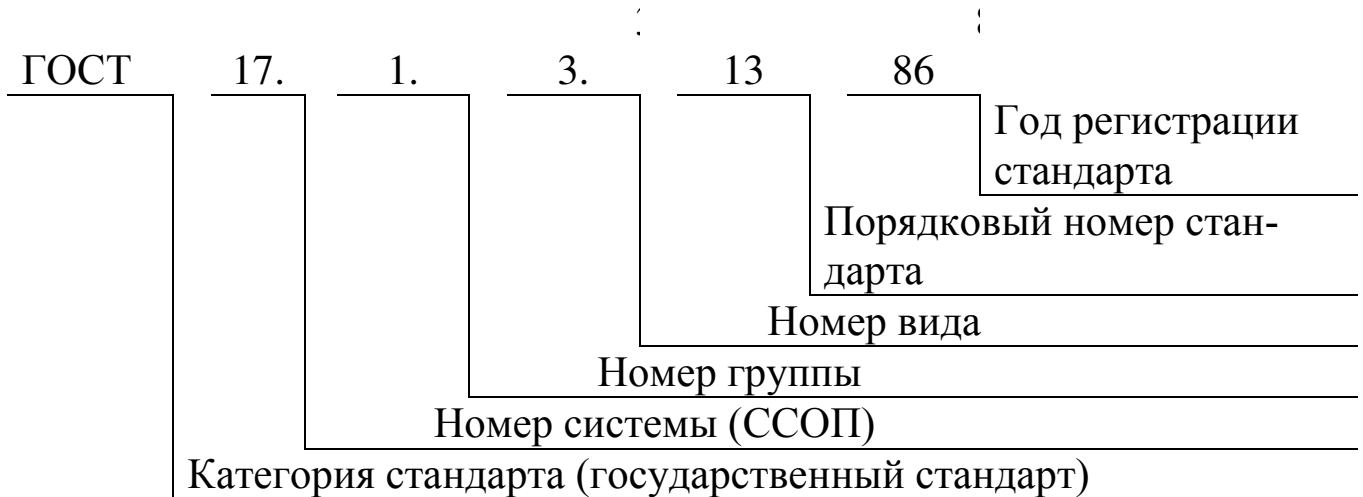 ГОСТ 17. 1. 3. 13 86
Год регистрации
стандарта
Порядковый номер стан-
дарта
Номер вида
Номер группы
Номер системы (ССОП)
Категория стандарта (государственный стандарт)